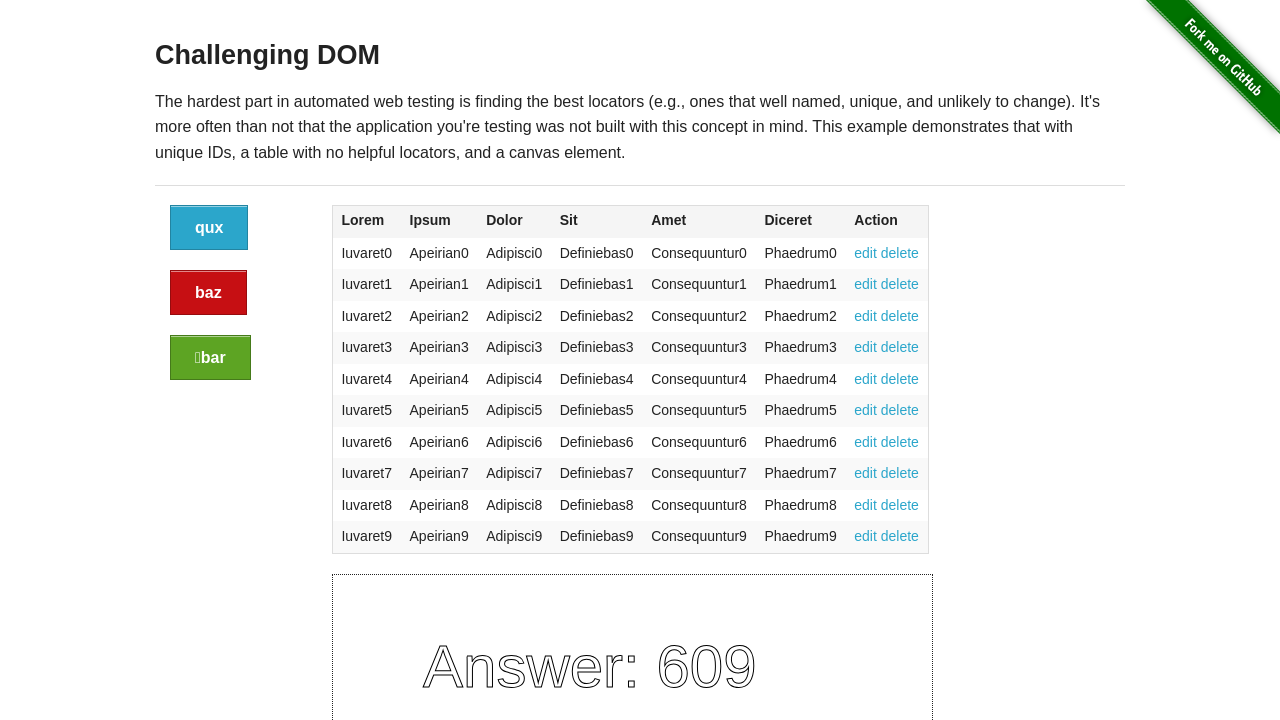 Fork me on GitHub
Challenging DOM
The hardest part in automated web testing is finding the best locators (e.g., ones that well named, unique, and unlikely to change). It's
more often than not that the application you're testing was not built with this concept in mind. This example demonstrates that with
unique IDs, a table with no helpful locators, and a canvas element.
qux
baz
bar
Lorem Ipsum Dolor Sit Amet Diceret Action
Iuvaret0 Apeirian0 Adipisci0 Definiebas0 Consequuntur0 Phaedrum0 edit delete
Iuvaret1 Apeirian1 Adipisci1 Definiebas1 Consequuntur1 Phaedrum1 edit delete
Iuvaret2 Apeirian2 Adipisci2 Definiebas2 Consequuntur2 Phaedrum2 edit delete
Iuvaret3 Apeirian3 Adipisci3 Definiebas3 Consequuntur3 Phaedrum3 edit delete
Iuvaret4 Apeirian4 Adipisci4 Definiebas4 Consequuntur4 Phaedrum4 edit delete
Iuvaret5 Apeirian5 Adipisci5 Definiebas5 Consequuntur5 Phaedrum5 edit delete
Iuvaret6 Apeirian6 Adipisci6 Definiebas6 Consequuntur6 Phaedrum6 edit delete
Iuvaret7 Apeirian7 Adipisci7 Definiebas7 Consequuntur7 Phaedrum7 edit delete
Iuvaret8 Apeirian8 Adipisci8 Definiebas8 Consequuntur8 Phaedrum8 edit delete
Iuvaret9 Apeirian9 Adipisci9 Definiebas9 Consequuntur9 Phaedrum9 edit delete
Answer: 609